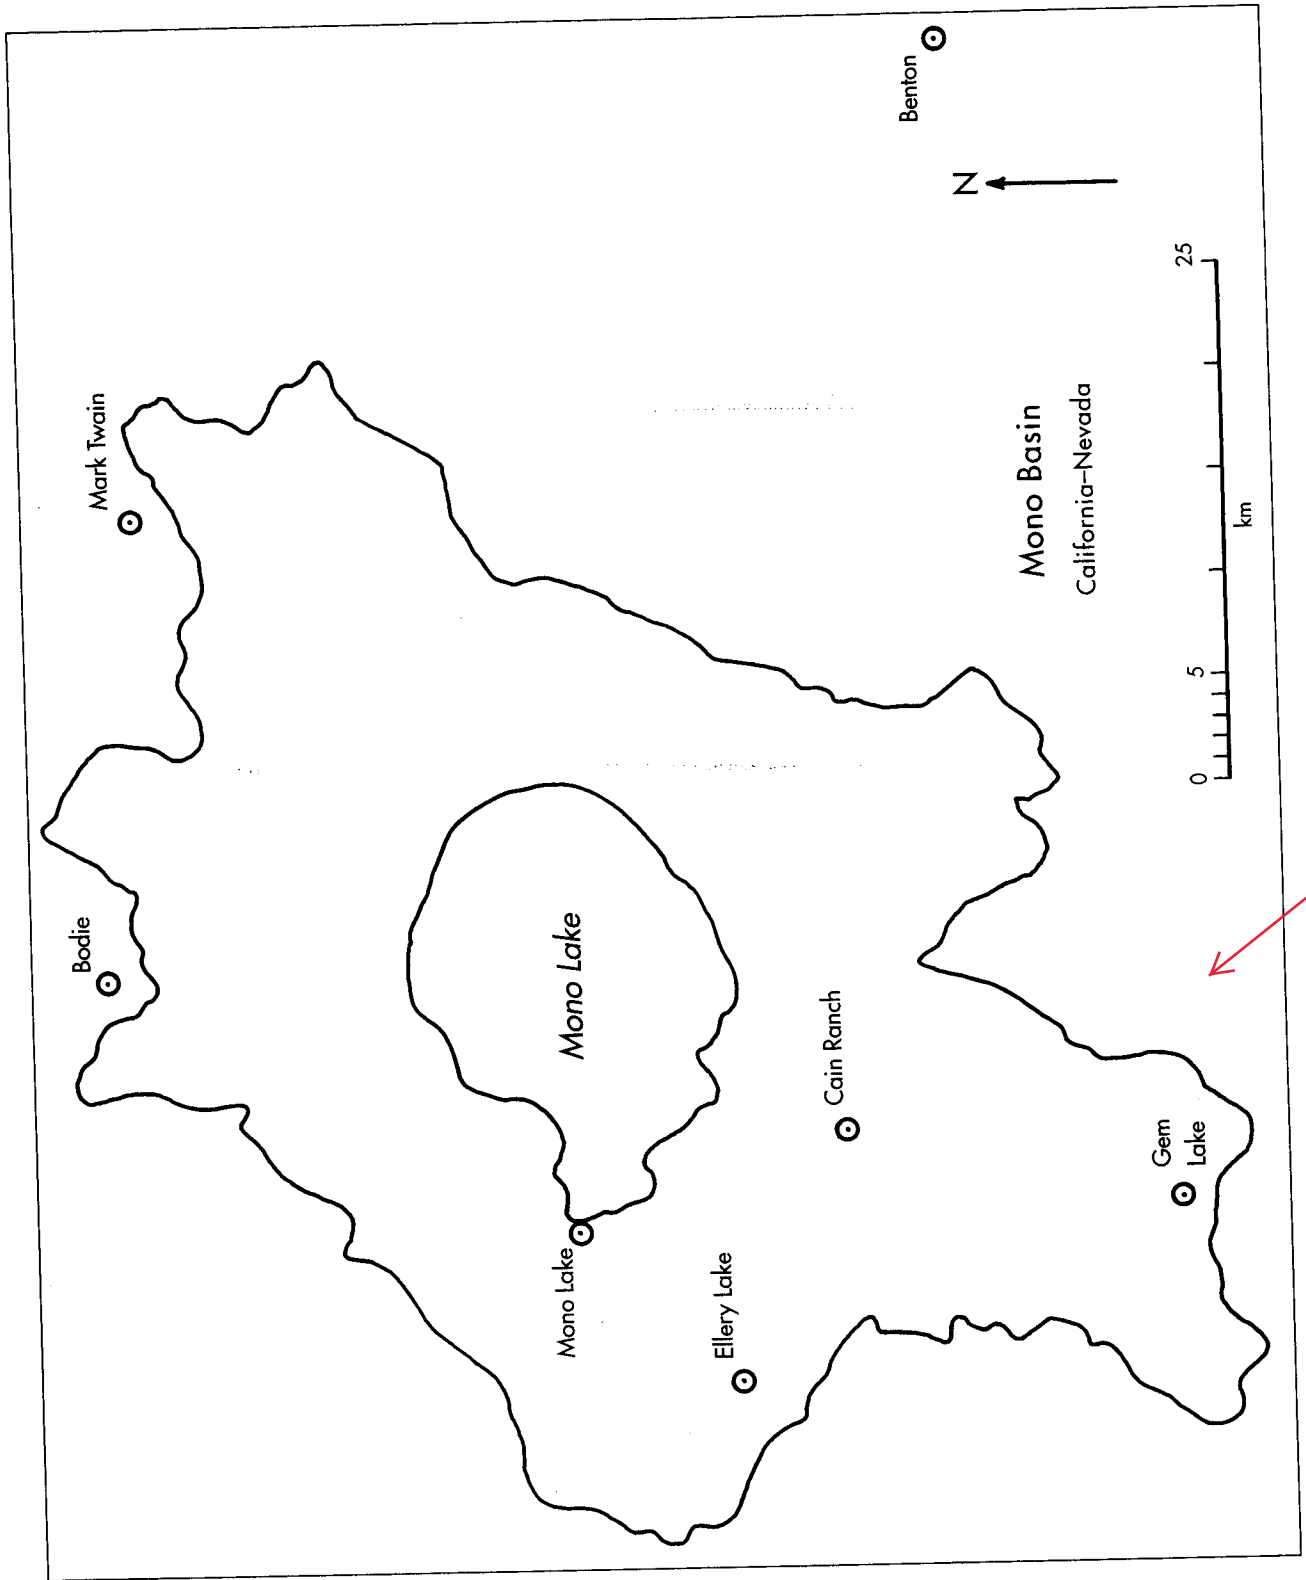 Bodie
Mark Twain
Benton
N
Mono Lake
Mono Lake
Ellery Lake
Cain Ranch
Gem
Lake
Mono Basin
California–Nevada
0
5
25
km